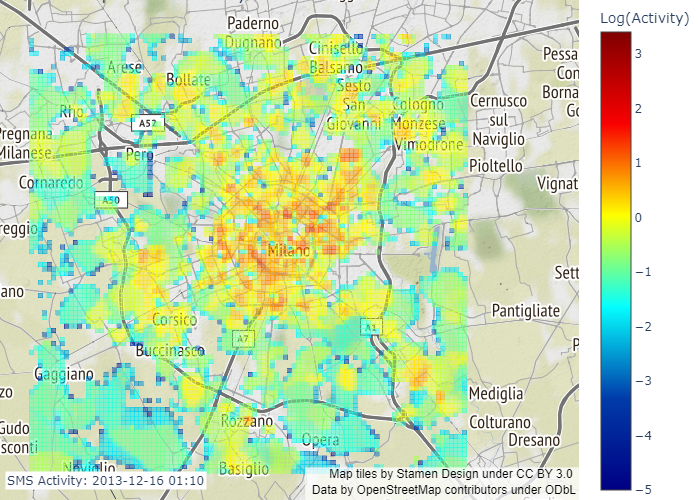 Log(Activity)
3
2
1
0
−1
−2
−3
−4
−5
Paderno
Dugnano
Cinisello
Balsamo
Arese
Bollate
Sesto
San
Giovanni
Cologno
Monzese
Vimodrone
Pessa
Con
Borna
Go
Cernusco
sul
Naviglio
Rho
A52
Pregnana
Milanese
Pero
Pioltello
Cornaredo
A50
Vignat
reggio
Milano
Sett
ano
Corsico
A7
A1
Pantigliate
Buccinasco
P
Gaggiano
zo
Mediglia
Rozzano
Colturano
Dresano
Gudo
sconti
Opera
Noviglio
Basiglio
SMS Activity: 2013-12-16 01:10
Map tiles by Stamen Design under CC BY 3.0
Data by OpenStreetMap contributors under ODbL